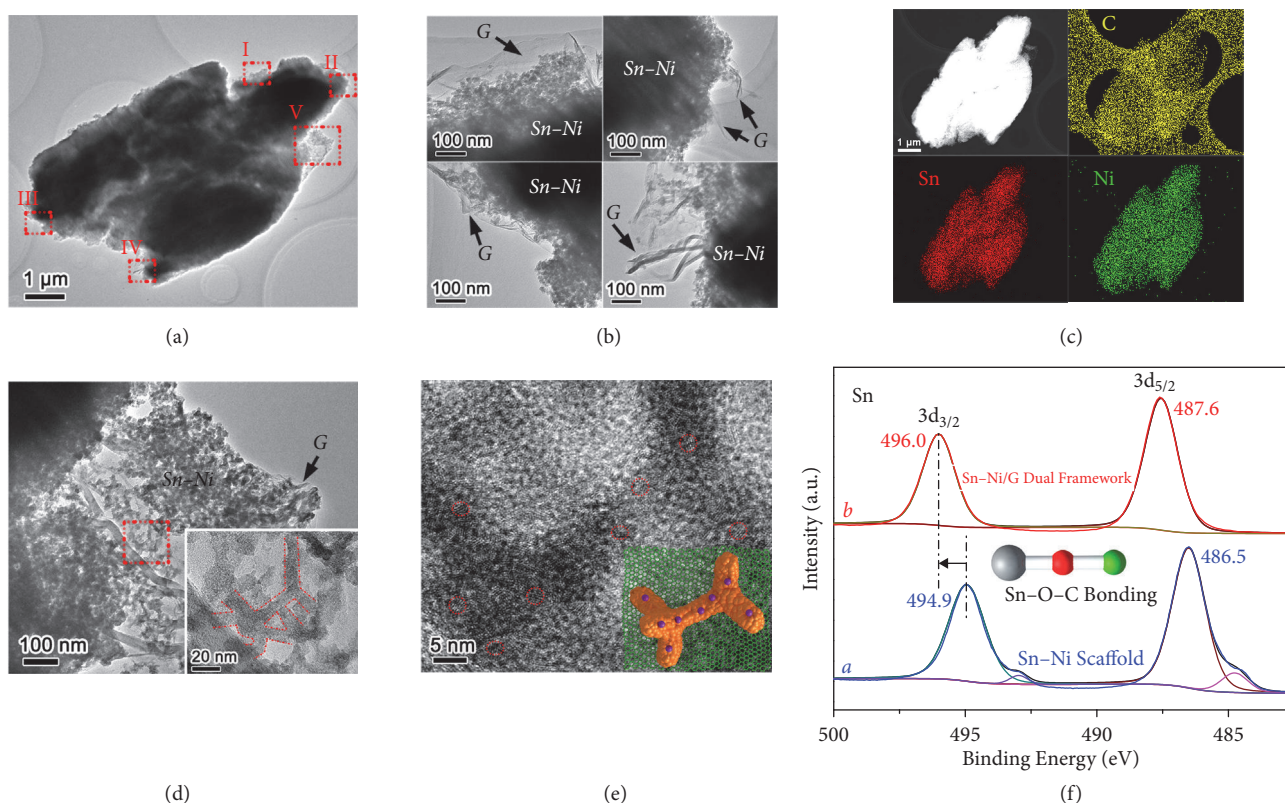 I
II
V
III
IV
1 µm
(a)
G
Sn–Ni
100 nm
Sn–Ni
G
100 nm
Sn–Ni
G
100 nm
G
Sn–Ni
100 nm
(b)
C
1 µm
Sn
Ni
(c)
G
Sn–Ni
100 nm
20 nm
(d)
5 nm
(e)
Sn
3d3/2
3d5/2
496.0
487.6
Sn–Ni/G Dual Framework
b
Sn–O–C Bonding
494.9
486.5
Sn–Ni Scaffold
a
Intensity (a.u.)
500
495
490
485
Binding Energy (eV)
(f)